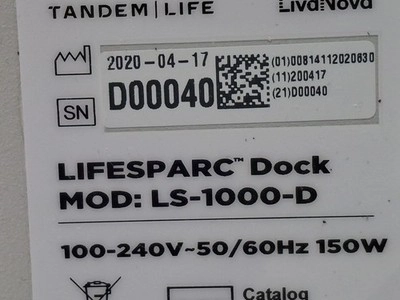 TANDEM|LIFE LivaNova
2020-04-17
D00040
(01)00814112020630
(11)200417
(21)D00040
SN
LIFESPARC™ Dock
MOD: LS-1000-D
100-240V~50/60Hz 150W
Catalog